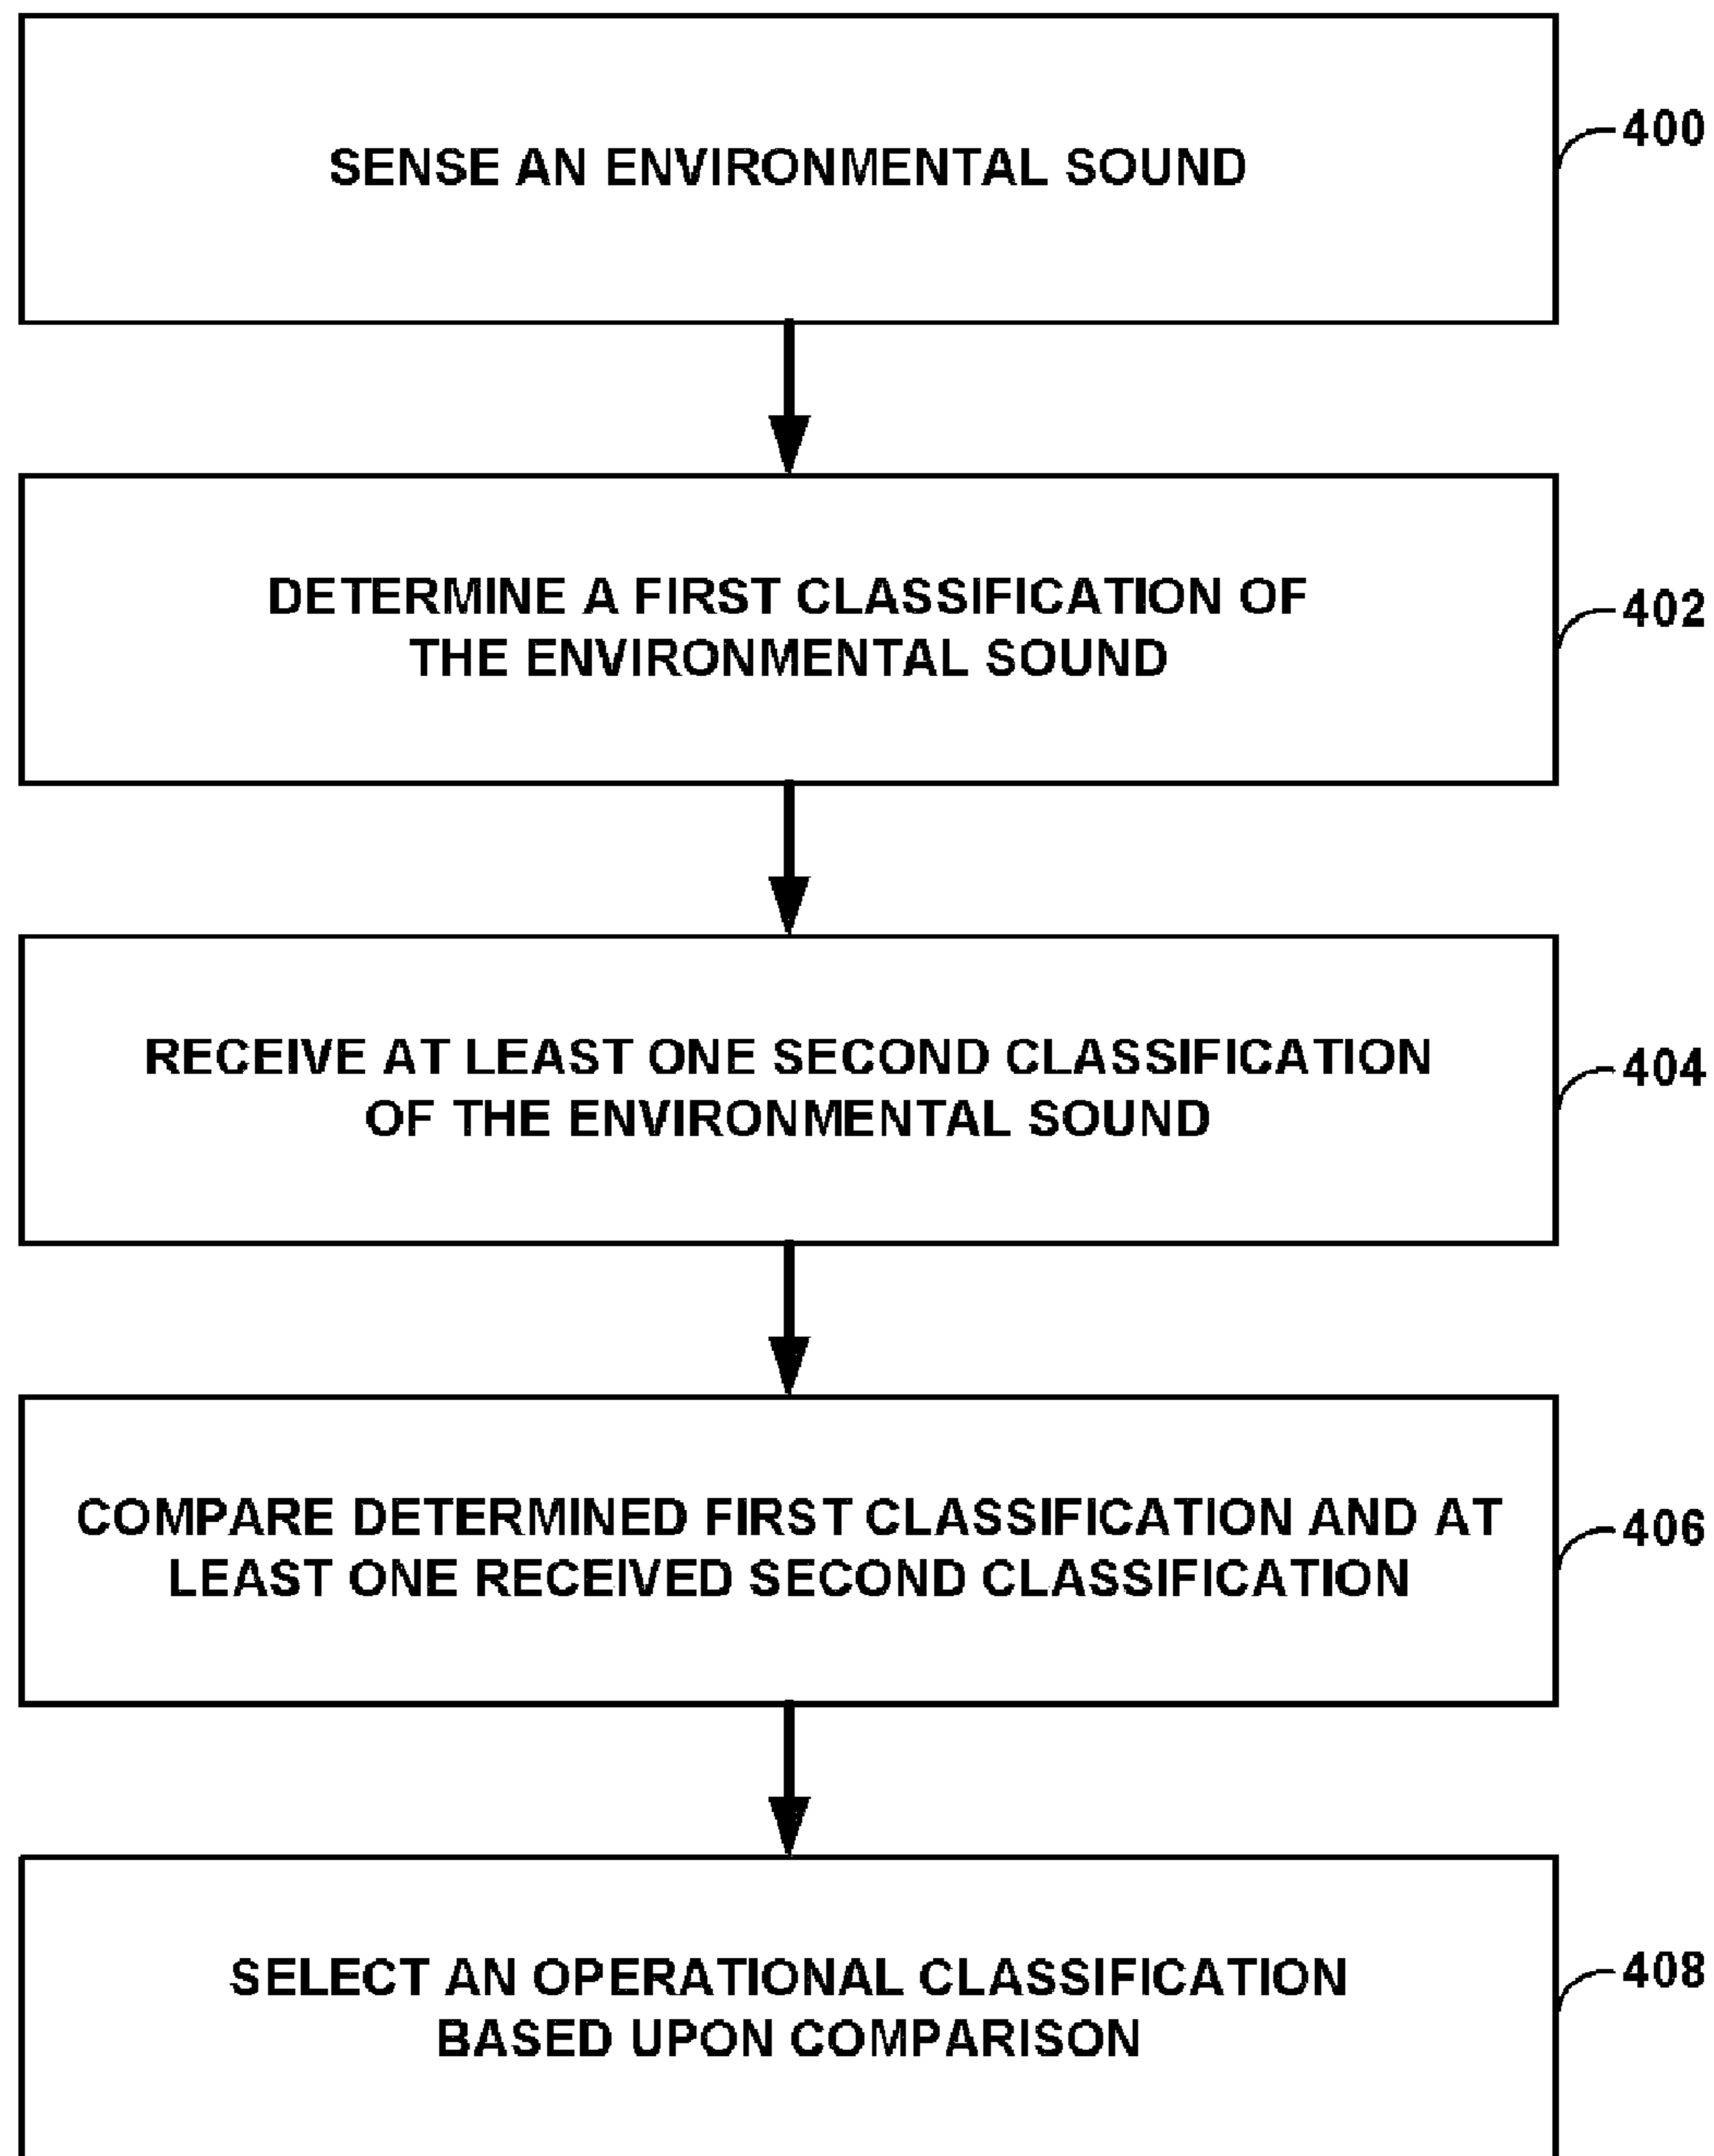 SENSE AN ENVIRONMENTAL SOUND
400
DETERMINE A FIRST CLASSIFICATION OF
THE ENVIRONMENTAL SOUND
402
RECEIVE AT LEAST ONE SECOND CLASSIFICATION
OF THE ENVIRONMENTAL SOUND
404
COMPARE DETERMINED FIRST CLASSIFICATION AND AT
LEAST ONE RECEIVED SECOND CLASSIFICATION
406
SELECT AN OPERATIONAL CLASSIFICATION
BASED UPON COMPARISON
408